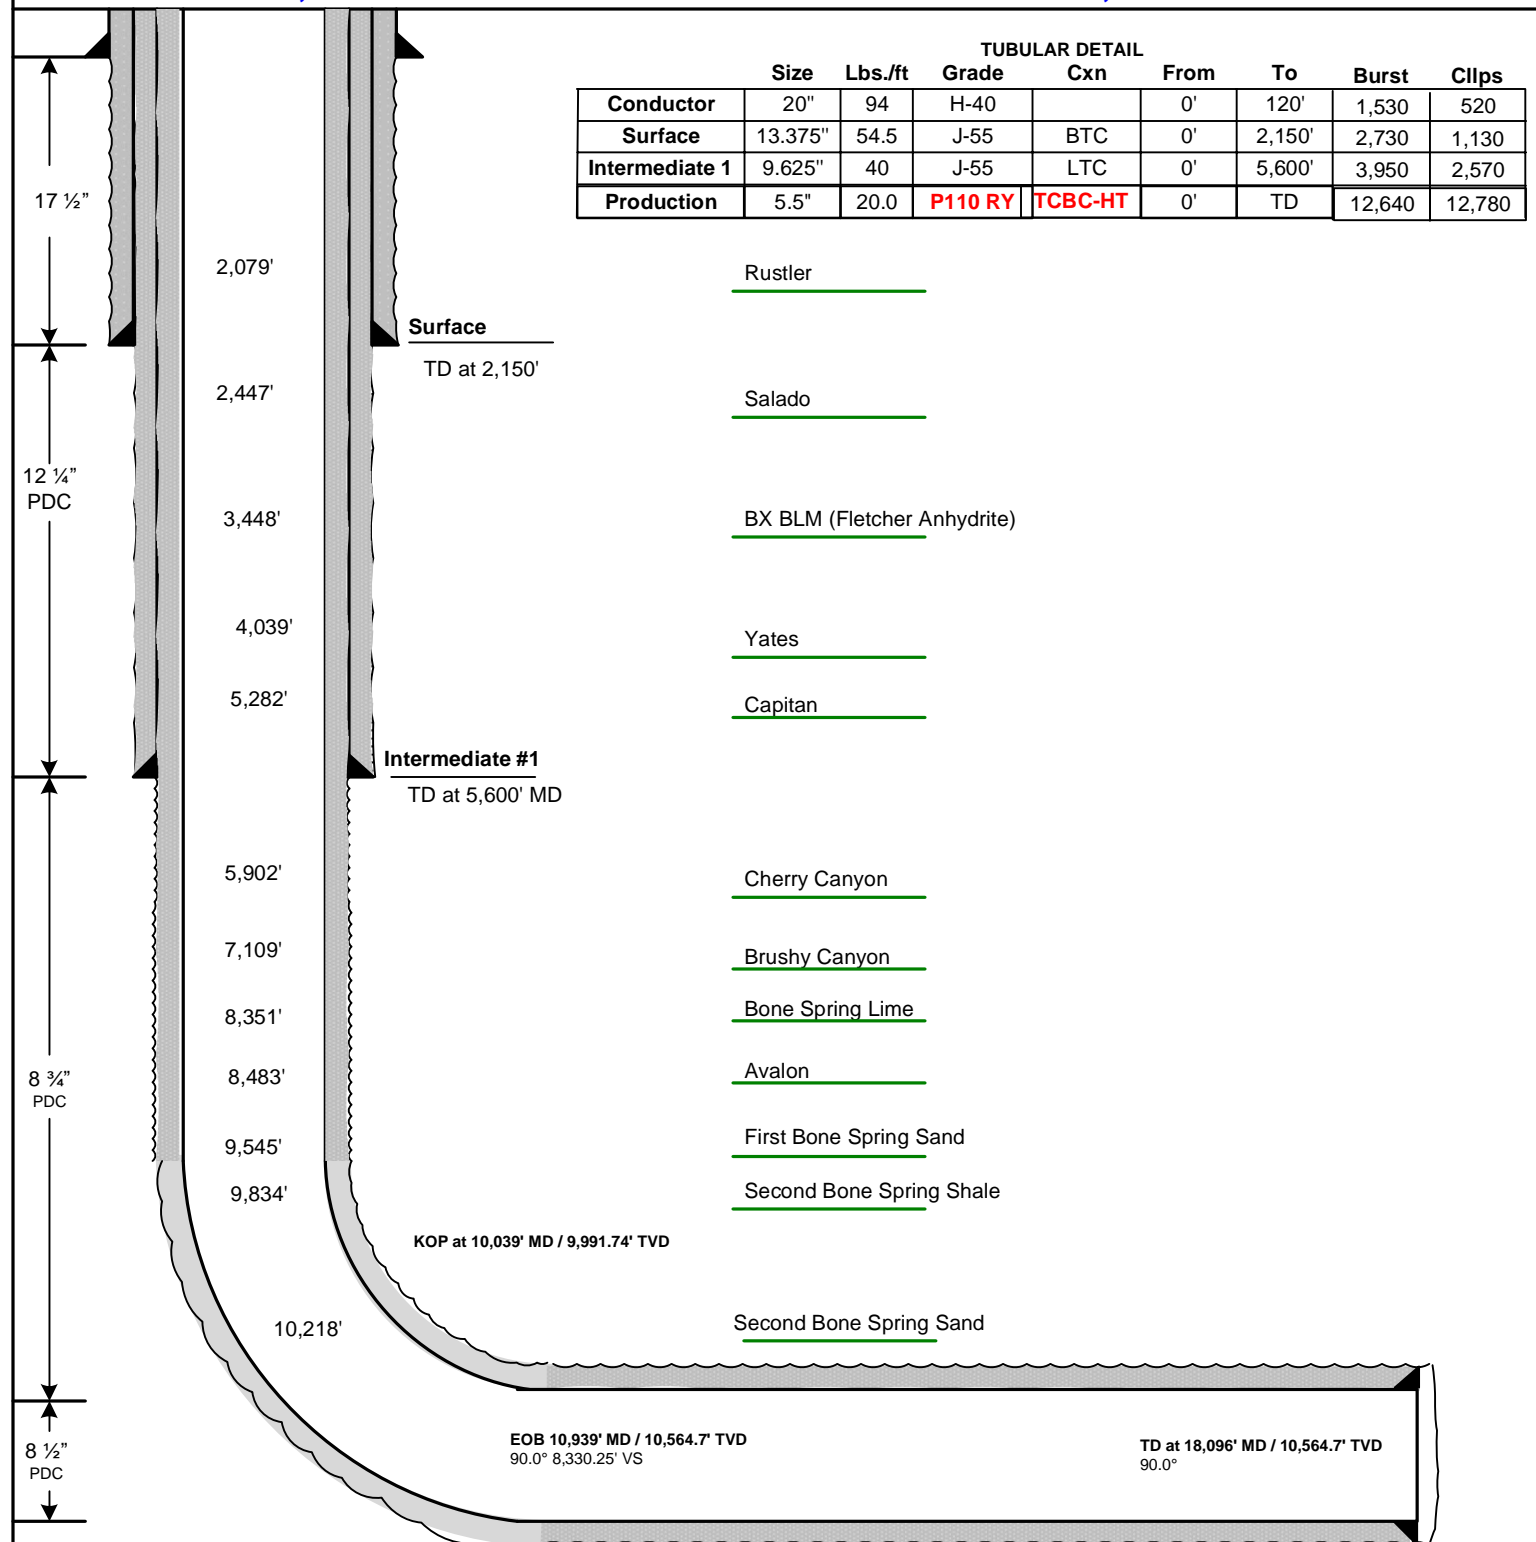 TUBULAR DETAIL
Size Lbs./ft Grade Cxn From To Burst Cllps
Conductor 20" 94 H-40 0' 120' 1,530 520
Surface 13.375" 54.5 J-55 BTC 0' 2,150' 2,730 1,130
Intermediate 1 9.625" 40 J-55 LTC 0' 5,600' 3,950 2,570
Production 5.5" 20.0 P110 RY TCBC-HT 0' TD 12,640 12,780
17 ½”
2,079' Rustler
Surface
TD at 2,150'
2,447' Salado
12 ¼”
PDC
3,448' BX BLM (Fletcher Anhydrite)
4,039' Yates
5,282' Capitan
Intermediate #1
TD at 5,600' MD
5,902' Cherry Canyon
7,109' Brushy Canyon
8,351' Bone Spring Lime
8,483' Avalon
8 ¾”
PDC
9,545' First Bone Spring Sand
9,834' Second Bone Spring Shale
KOP at 10,039' MD / 9,991.74' TVD
10,218' Second Bone Spring Sand
8 ½”
PDC
EOB 10,939' MD / 10,564.7' TVD
90.0° 8,330.25' VS
TD at 18,096' MD / 10,564.7' TVD
90.0°